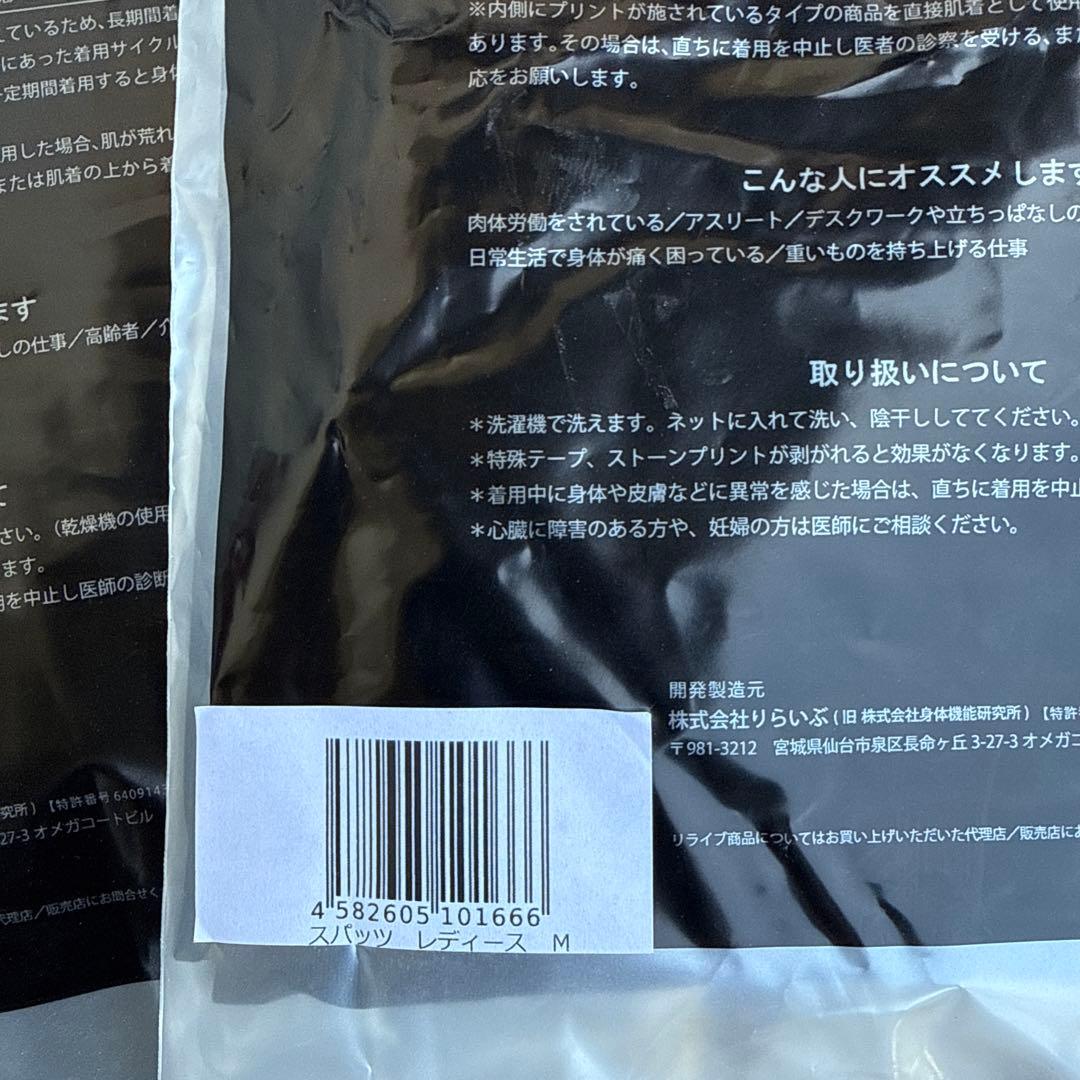 えているため、長期間着
にあった着用サイクル
一定期間着用すると身体
用した場合、肌が荒れ
または肌着の上から着
ます
しの仕事／高齢者／介
て
さい。（乾燥機の使用
ます。
用を中止し医師の診断
究所）【特許番号 6409143
27-3 オメガコートビル
代理店／販売店にお問合せく
※内側にプリントが施されているタイプの商品を直接肌着として使用
あります。その場合は、直ちに着用を中止し医者の診察を受ける、また
応をお願いします。
こんな人にオススメします
肉体労働をされている／アスリート／デスクワークや立ちっぱなしの
日常生活で身体が痛く困っている／重いものを持ち上げる仕事
取り扱いについて
＊洗濯機で洗えます。ネットに入れて洗い、陰干ししててください。
＊特殊テープ、ストーンプリントが剥がれると効果がなくなります。
＊着用中に身体や皮膚などに異常を感じた場合は、直ちに着用を中止
＊心臓に障害のある方や、妊婦の方は医師にご相談ください。
開発製造元
株式会社りらいぶ（旧 株式会社身体機能研究所）【特許
〒981-3212　宮城県仙台市泉区長命ヶ丘 3-27-3 オメガコ
リライブ商品についてはお買い上げいただいた代理店／販売店にお
4 582605 101666
スパッツ　レディース　M